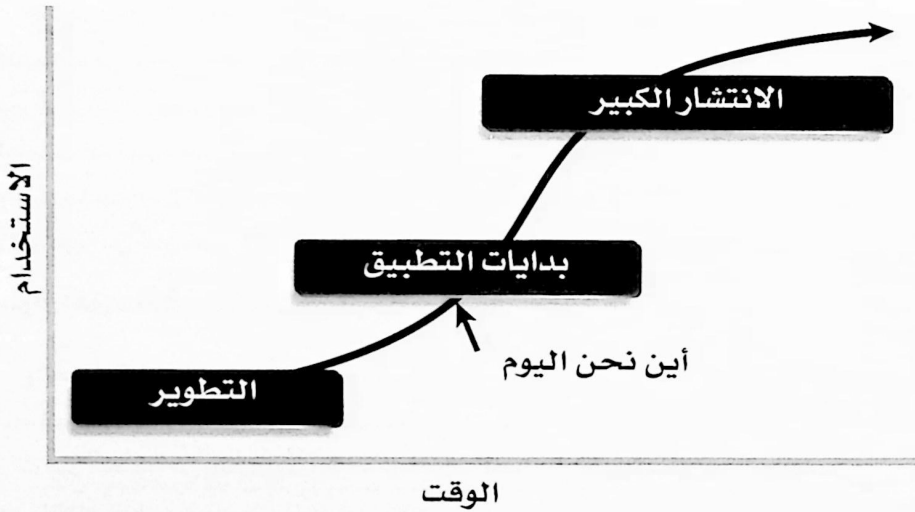 الانتشار الكبير
الاستخدام
بدايات التطبيق
أين نحن اليوم
التطوير
الوقت